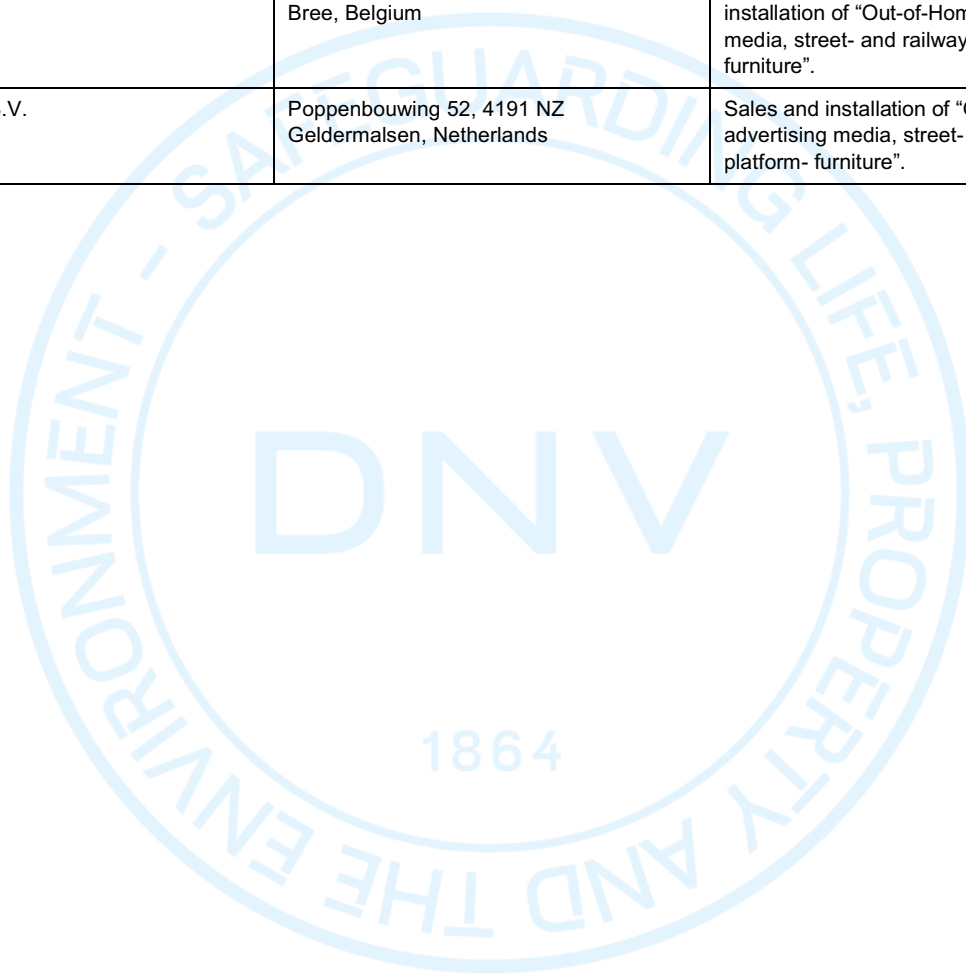 Bree, Belgium
installation of “Out-of-Hom
media, street- and railway
furniture”.
.V.
Poppenbouwing 52, 4191 NZ
Geldermalsen, Netherlands
Sales and installation of “
advertising media, street-
platform- furniture”.
SAFEGUARDING LIFE, PROPERTY AND THE ENVIRONMENT -
DNV
1864